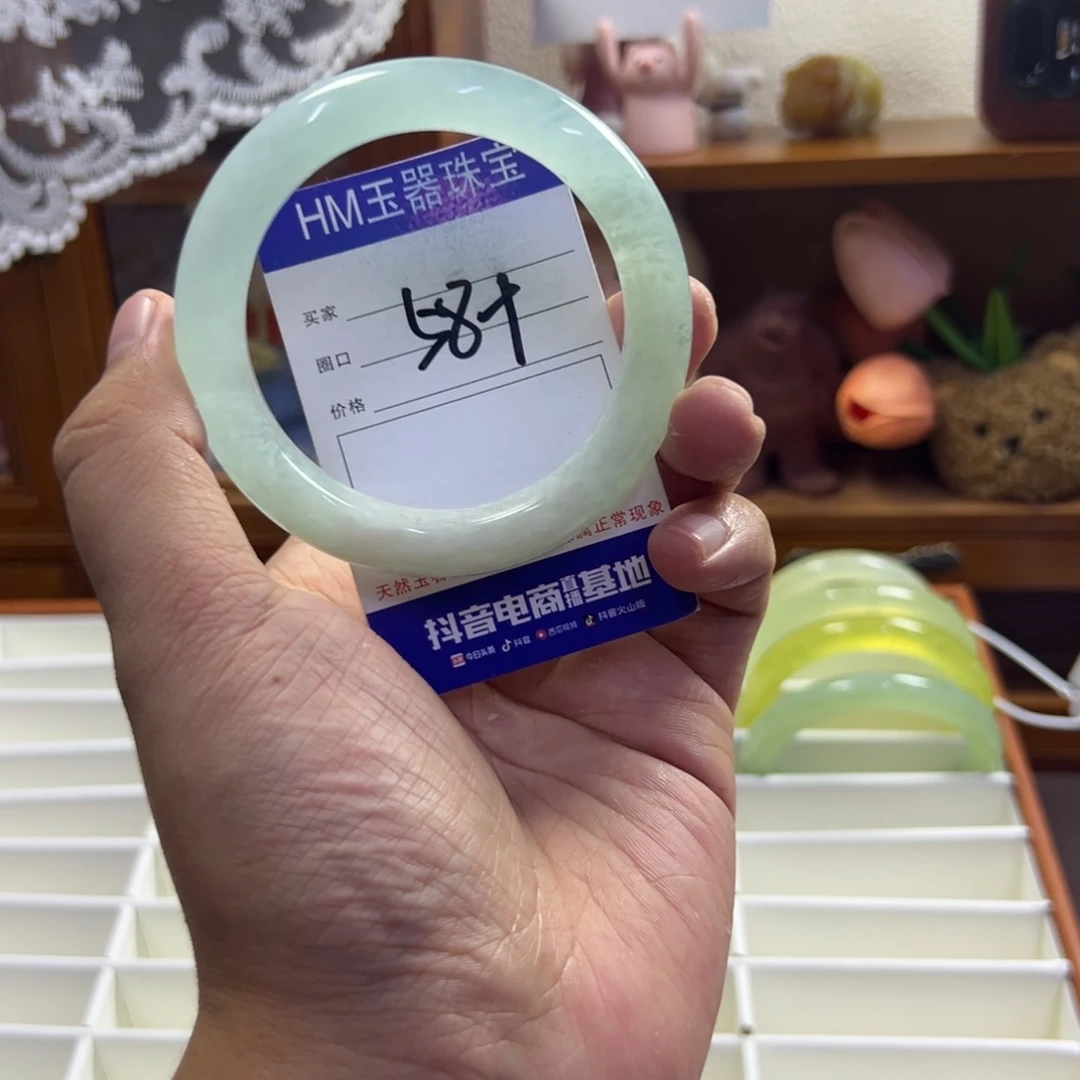 HM玉器珠宝
买家
58+
圈口
价格
天然玉石
属正常现象
抖音电商直播基地
今日头条 抖音 西瓜视频 抖音火山版